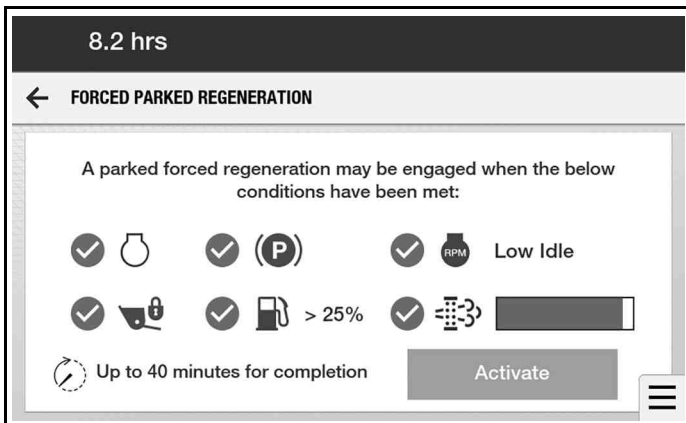 8.2 hrs
FORCED PARKED REGENERATION
A parked forced regeneration may be engaged when the below
conditions have been met:
P
RPM Low Idle
> 25%
Up to 40 minutes for completion
Activate